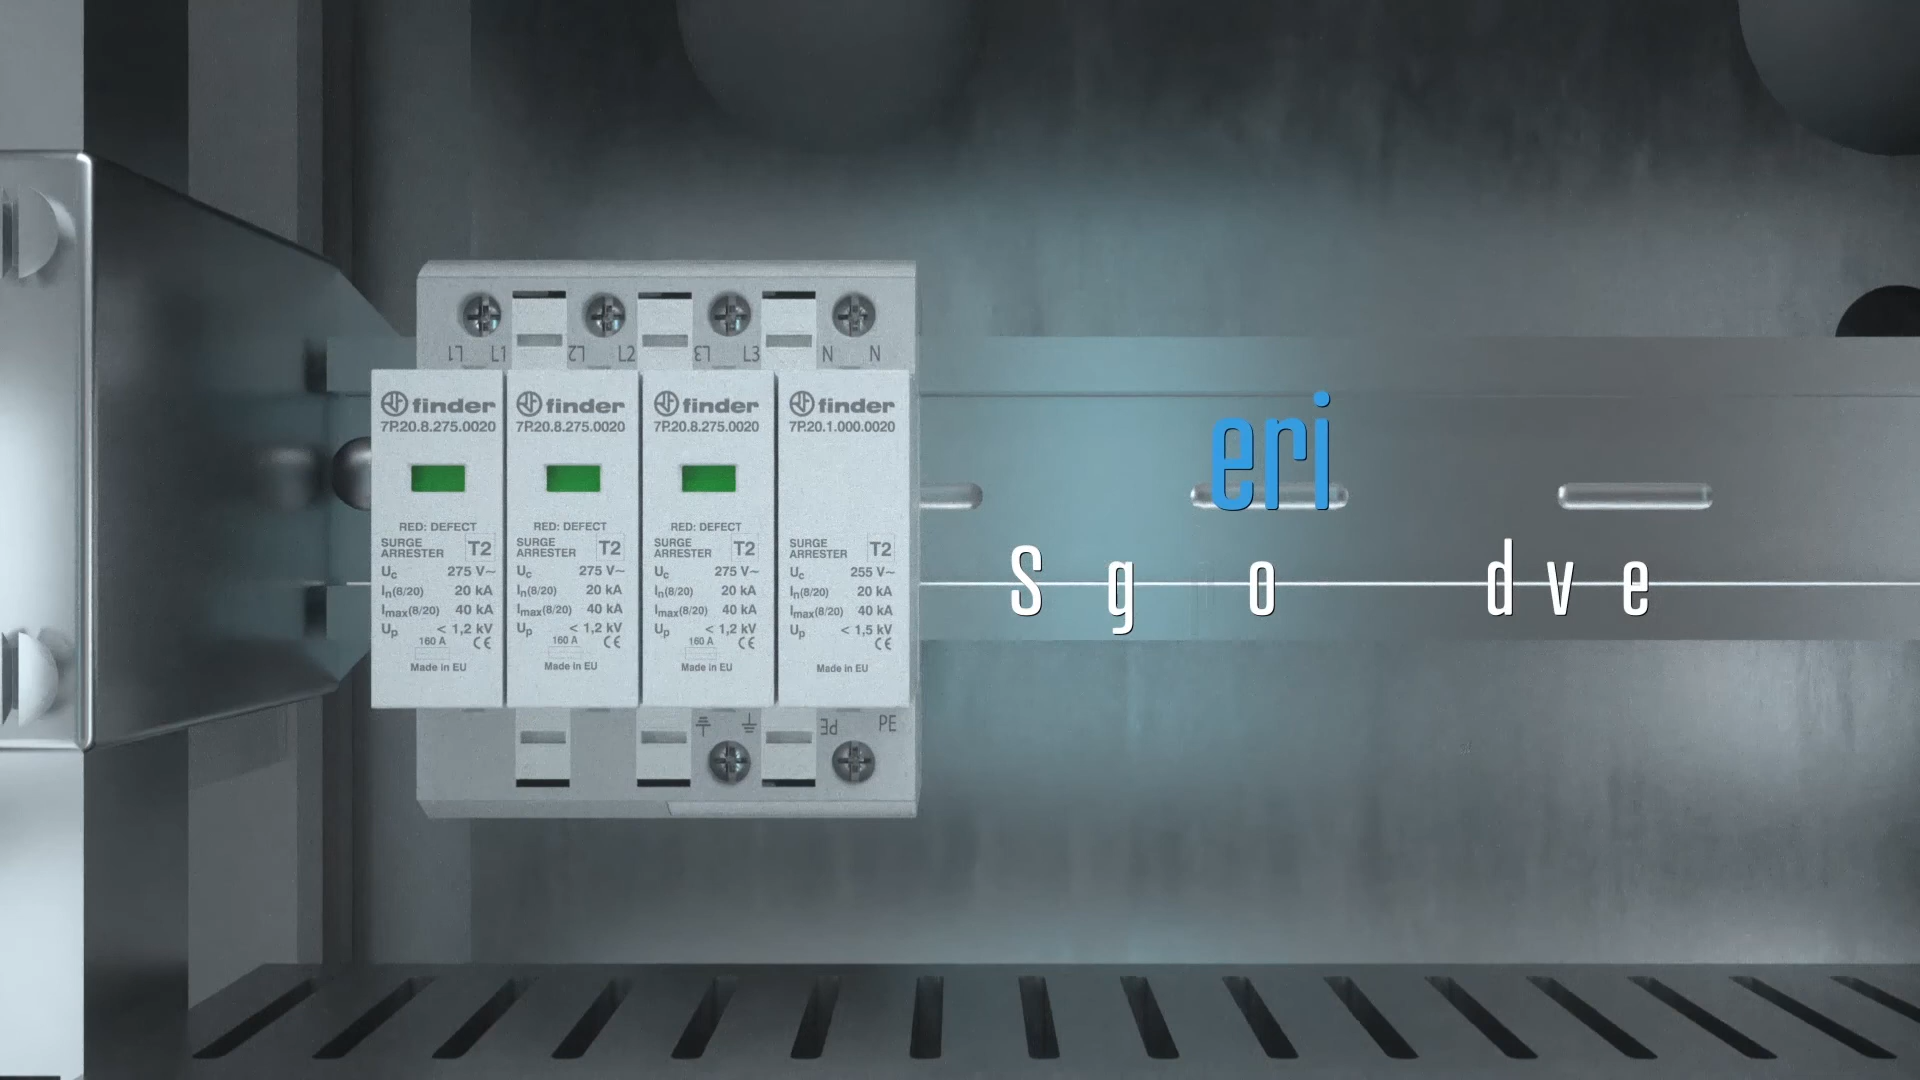 L1 L1 L2 L2 L3 L3 N N
finder finder finder finder
7P.20.8.275.0020 7P.20.8.275.0020 7P.20.8.275.0020 7P.20.1.000.0020
RED: DEFECT RED: DEFECT RED: DEFECT
SURGE ARRESTER T2 SURGE ARRESTER T2 SURGE ARRESTER T2 SURGE ARRESTER T2
Uc 275 V~ Uc 275 V~ Uc 275 V~ Uc 255 V~
In(8/20) 20 kA In(8/20) 20 kA In(8/20) 20 kA In(8/20) 20 kA
Imax(8/20) 40 kA Imax(8/20) 40 kA Imax(8/20) 40 kA Imax(8/20) 40 kA
Up < 1,2 kV Up < 1,2 kV Up < 1,2 kV Up < 1,5 kV
160 A CE 160 A CE 160 A CE CE
Made in EU Made in EU Made in EU Made in EU
PE PE
eri
S g o d v e